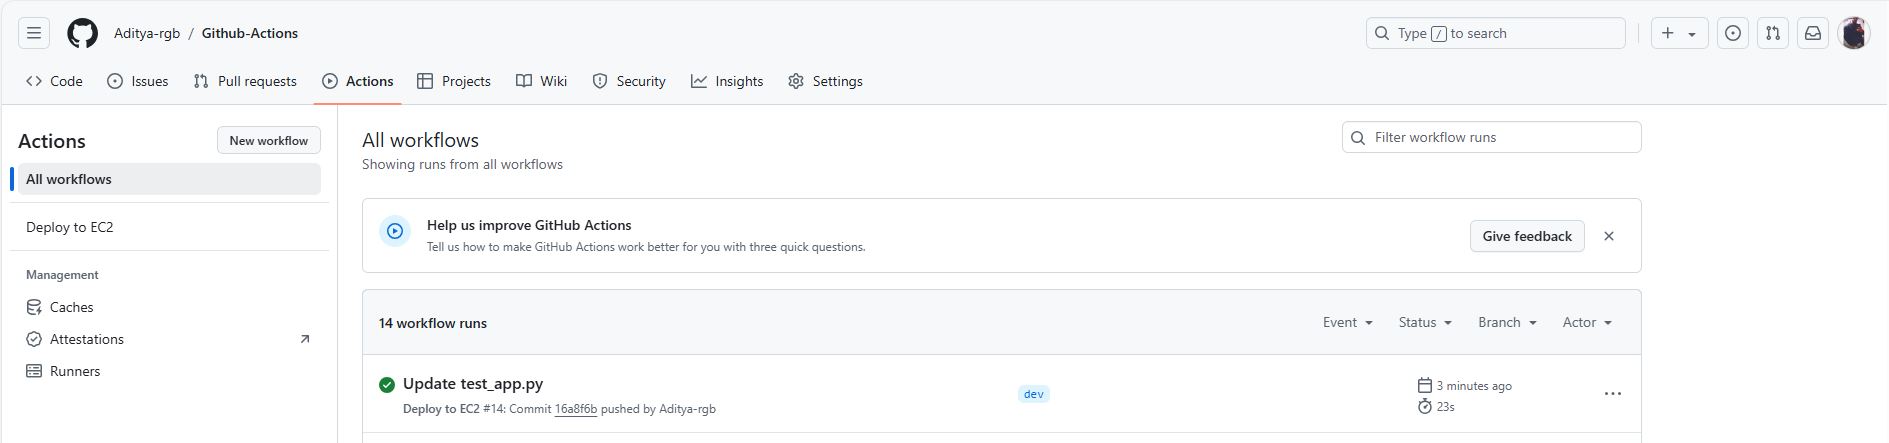 Aditya-rgb / Github-Actions
Type / to search
Code Issues Pull requests Actions Projects Wiki Security Insights Settings
Actions
New workflow
All workflows
Deploy to EC2
Management
Caches
Attestations
Runners
All workflows
Showing runs from all workflows
Filter workflow runs
Help us improve GitHub Actions
Tell us how to make GitHub Actions work better for you with three quick questions.
Give feedback
14 workflow runs
Event Status Branch Actor
Update test_app.py
Deploy to EC2 #14: Commit 16a8f6b pushed by Aditya-rgb
dev
3 minutes ago
23s